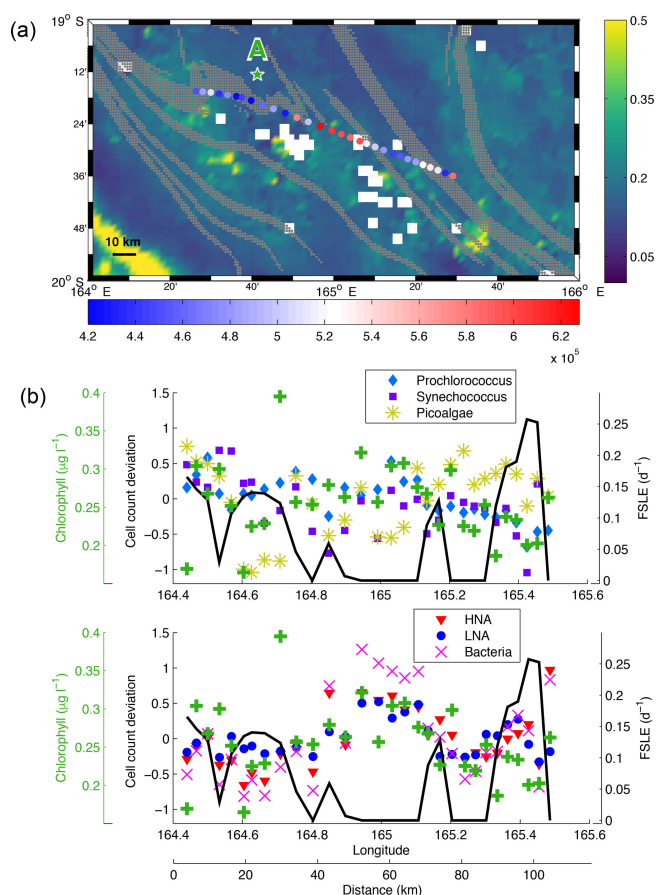 (a)
19° S
12'
24'
36'
48'
20° S
A
10 km
164° E
20'
40'
165° E
20'
40'
166° E
0.5
0.4
0.3
0.2
0.05
4.2 4.4 4.6 4.8 5 5.2 5.4 5.6 5.8 6 6.2
x 10⁵
(b)
Prochlorococcus
Synechococcus
Picoalgae
Chlorophyll (µg l⁻¹)
0.4
0.3
0.2
Cell count deviation
1.5
1
0.5
0
−0.5
−1
FSLE (d⁻¹)
0.25
0.2
0.15
0.1
0.05
0
164.4 164.6 164.8 165 165.2 165.4 165.6
HNA
LNA
Bacteria
Chlorophyll (µg l⁻¹)
0.4
0.35
0.3
0.25
0.2
Cell count deviation
1.5
1
0.5
0
−0.5
−1
FSLE (d⁻¹)
0.25
0.2
0.15
0.1
0.05
0
164.4 164.6 164.8 165 165.2 165.4 165.6
Longitude
0 20 40 60 80 100
Distance (km)